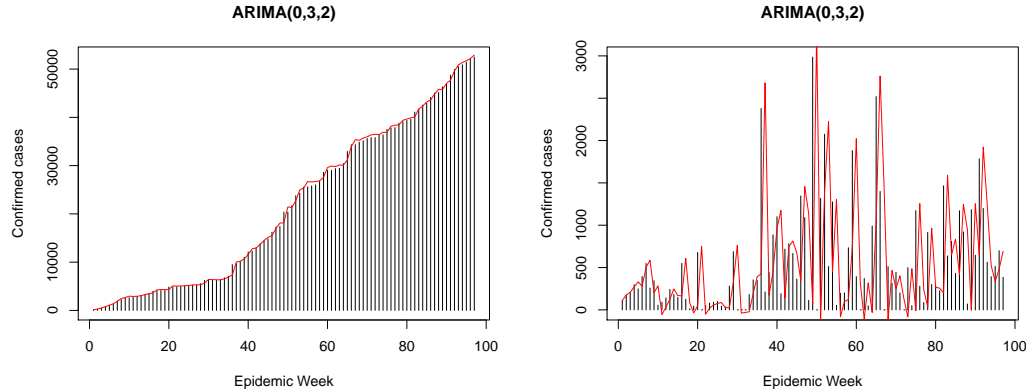 ARIMA(0,3,2)
Confirmed cases
50000
30000
10000
0
0 20 40 60 80 100
Epidemic Week
ARIMA(0,3,2)
Confirmed cases
3000
2000
1000
500
0
0 20 40 60 80 100
Epidemic Week